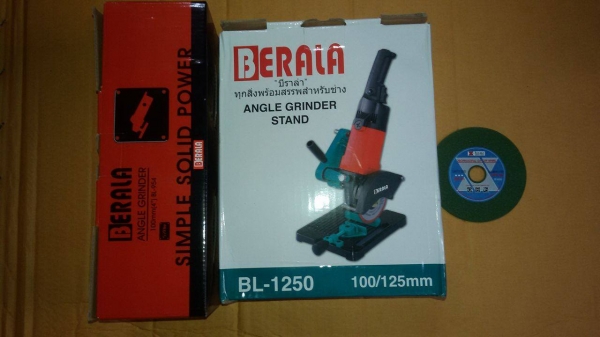 BERALA
ANGLE GRINDER
SIMPLE SOLID POWER
BERALA
BERALA
"บีราล่า"
ทุกสิ่งพร้อมสรรพสำหรับช่าง
ANGLE GRINDER
STAND
BERALA
BL-1250
100/125mm